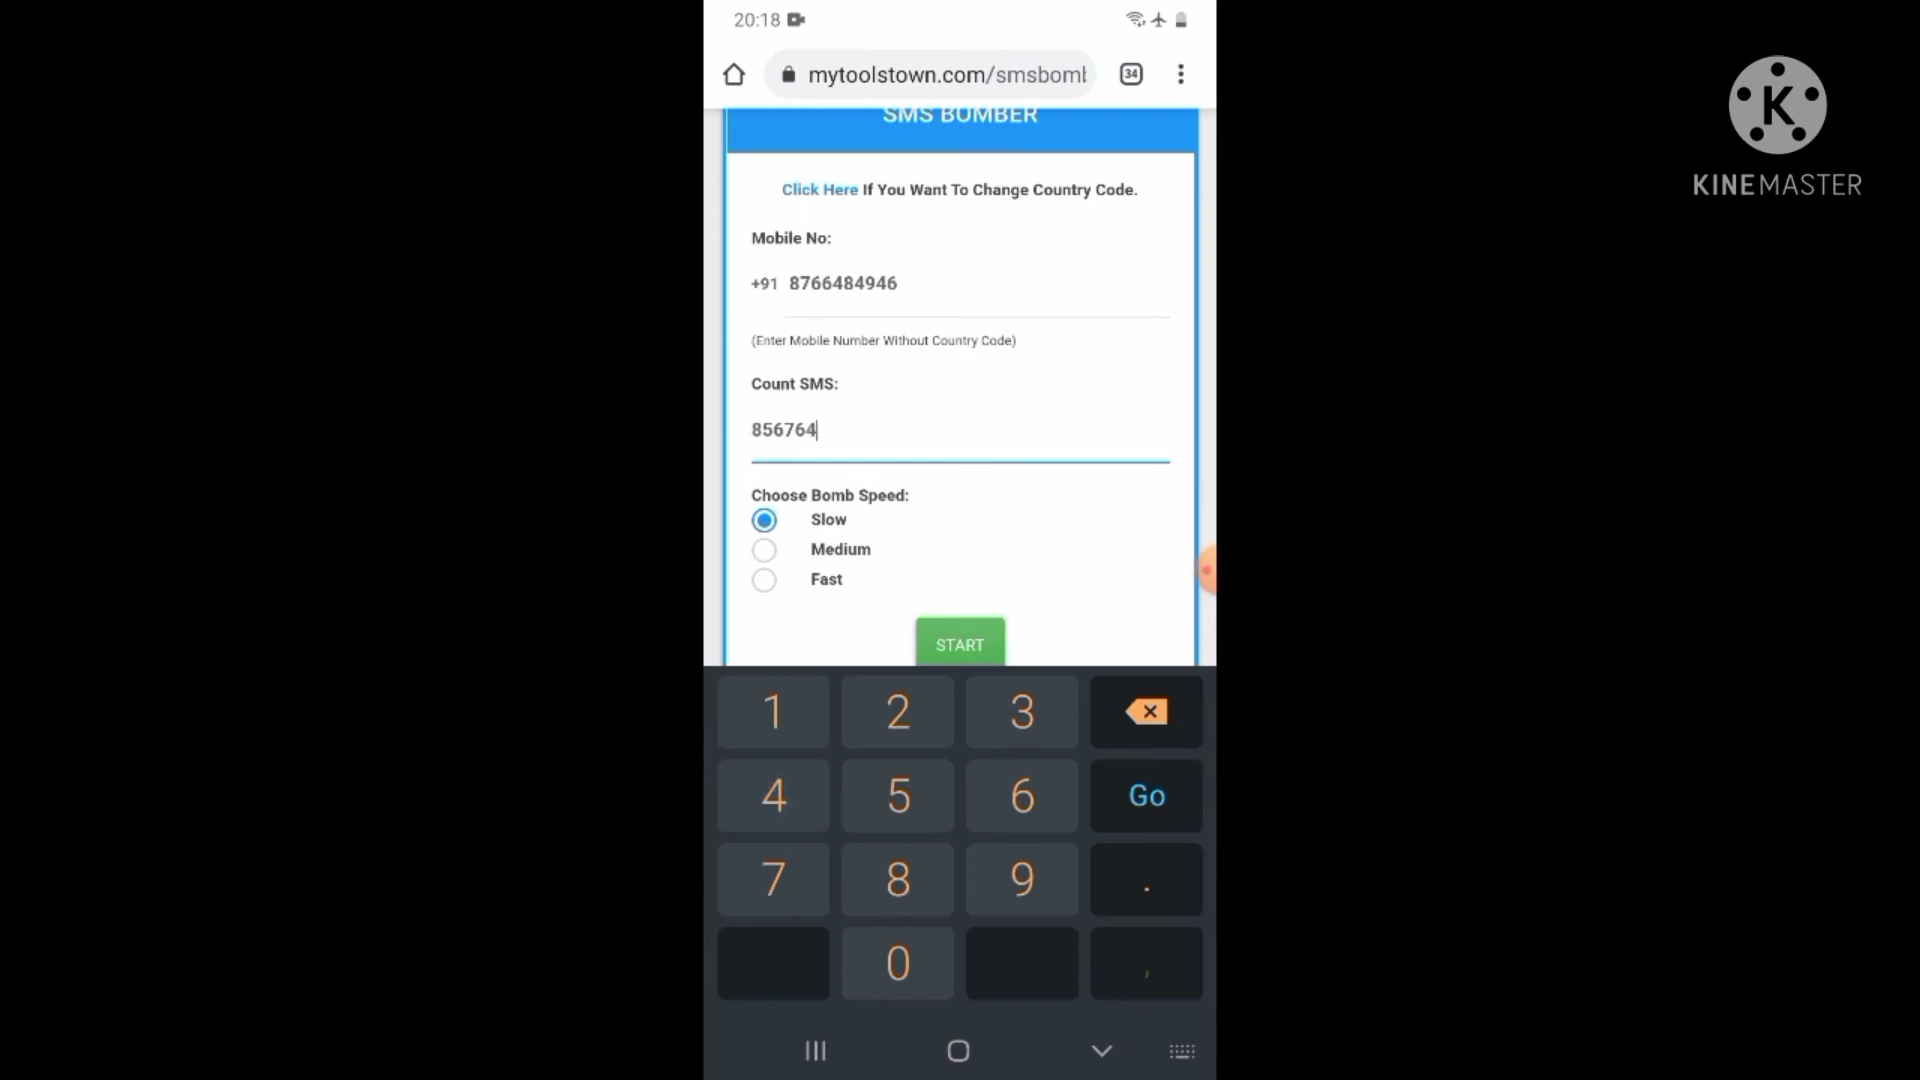 20:18
mytoolstown.com/smsbomb
34
SMS BOMBER
Click Here If You Want To Change Country Code.
Mobile No:
+91 8766484946
(Enter Mobile Number Without Country Code)
Count SMS:
856764
Choose Bomb Speed:
Slow
Medium
Fast
START
1 2 3
4 5 6 Go
7 8 9 .
0 ,
K
KINEMASTER